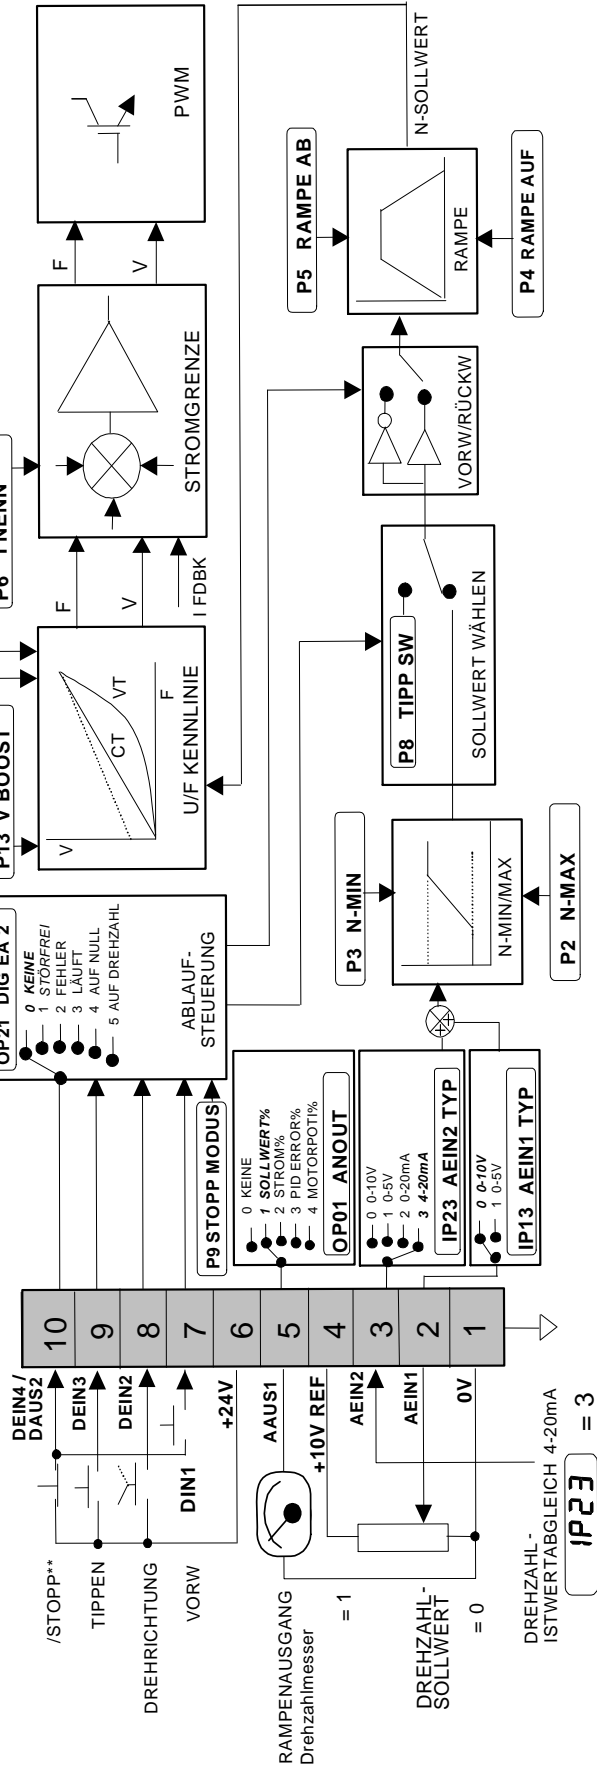 /STOPP**
TIPPEN
DREHRICHTUNG
VORW
RAMPENAUSGANG
Drehzahlmesser
= 1
DREHZAHL-
SOLLWERT
= 0
DREHZAHL -
ISTWERTABGLEICH 4-20mA
IP23 = 3
DEIN4 /
DAUS2
DEIN3
DEIN2
DIN1
+24V
AAUS1
+10V REF
AEIN2
AEIN1
0V
10
9
8
7
6
5
4
3
2
1
OP21 DIG EA 2
0 KEINE
1 STÖRFREI
2 FEHLER
3 LÄUFT
4 AUF NULL
5 AUF DREHZAHL
ABLAUF-
STEUERUNG
P9 STOPP MODUS
0 KEINE
1 SOLLWERT%
2 STROM%
3 PID ERROR%
4 MOTORPOTI%
OP01 ANOUT
0 0-10V
1 0-5V
2 0-20mA
3 4-20mA
IP23 AEIN2 TYP
0 0-10V
1 0-5V
IP13 AEIN1 TYP
P13 V BOOST
V
CT
VT
F
U/F KENNLINIE
F
V
I FDBK
P6 I NENN
STROMGRENZE
F
V
PWM
P3 N-MIN
N-MIN/MAX
P2 N-MAX
P8 TIPP SW
SOLLWERT WÄHLEN
VORW/RÜCKW
P5 RAMPE AB
RAMPE
P4 RAMPE AUF
N-SOLLWERT